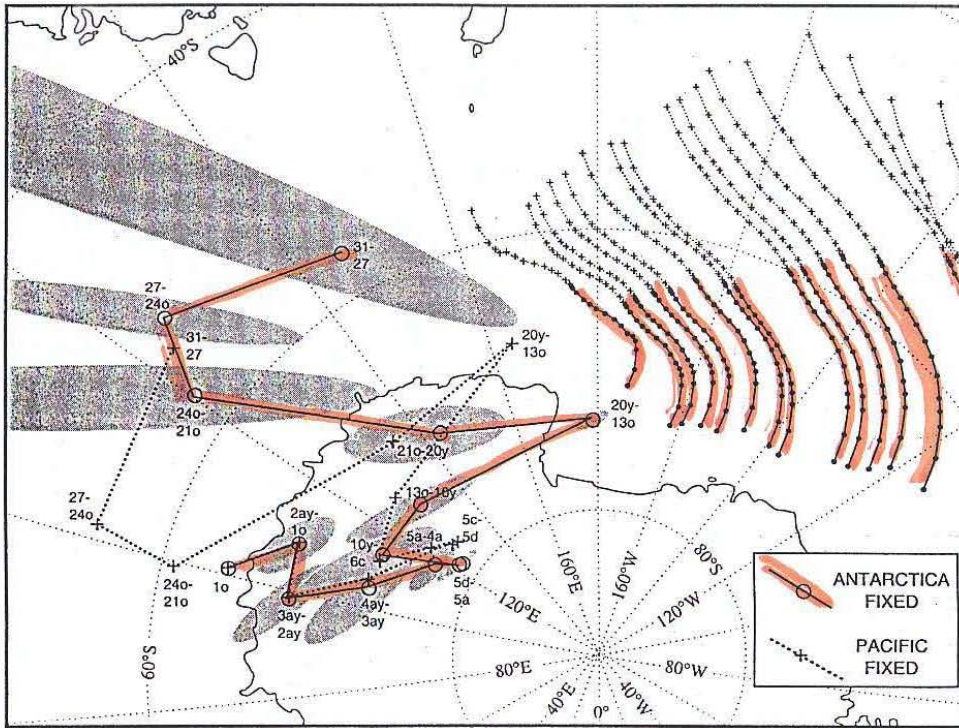 40°S
31-
27
27-
24o
31-
27
20y-
13o
24o-
21o
20y-
13o
21o-20y
27-
24o
13o-10y
2ay-
1o
5c-
5d
5a-4a
10y-
6c
24o-
21o
1o
5d-
5a
3ay-
2ay
4ay-
3ay
60°S
120°E
160°E
160°W
80°S
120°W
80°E
80°W
40°E
0°
40°W
ANTARCTICA
FIXED
PACIFIC
FIXED